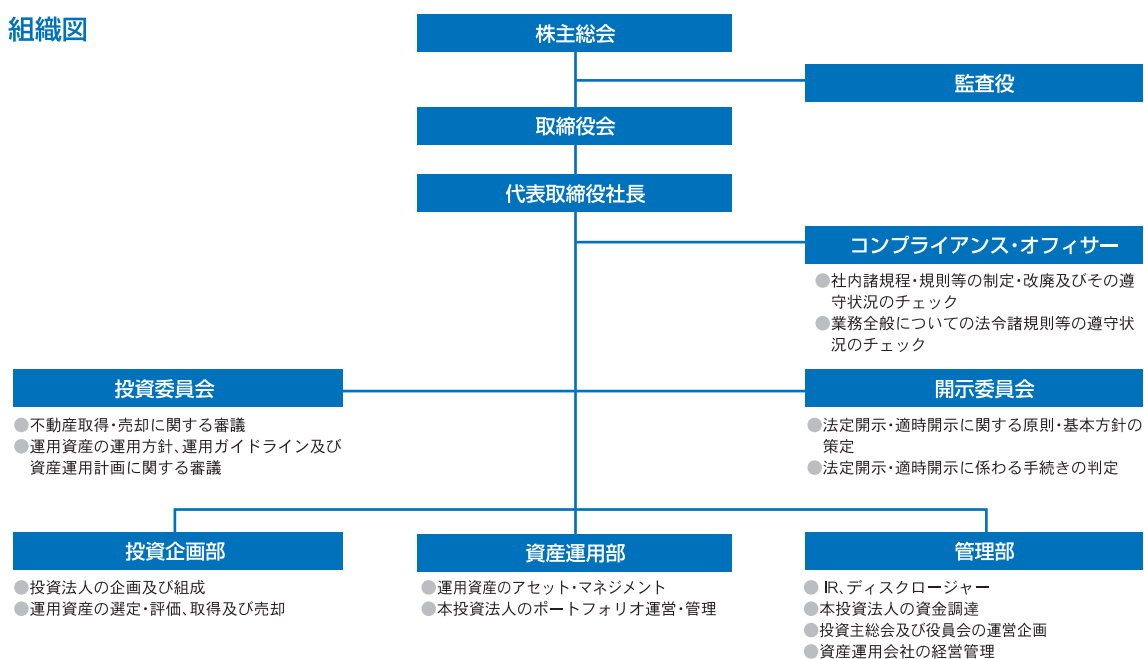 組織図
株主総会
監査役
取締役会
代表取締役社長
コンプライアンス・オフィサー
●社内諸規程・規則等の制定・改廃及びその遵
守状況のチェック
●業務全般についての法令諸規則等の遵守状
況のチェック
投資委員会
●不動産取得・売却に関する審議
●運用資産の運用方針、運用ガイドライン及び
資産運用計画に関する審議
開示委員会
●法定開示・適時開示に関する原則・基本方針の
策定
●法定開示・適時開示に係わる手続きの判定
投資企画部
●投資法人の企画及び組成
●運用資産の選定・評価、取得及び売却
資産運用部
●運用資産のアセット・マネジメント
●本投資法人のポートフォリオ運営・管理
管理部
● IR、ディスクロージャー
●本投資法人の資金調達
●投資主総会及び役員会の運営企画
●資産運用会社の経営管理